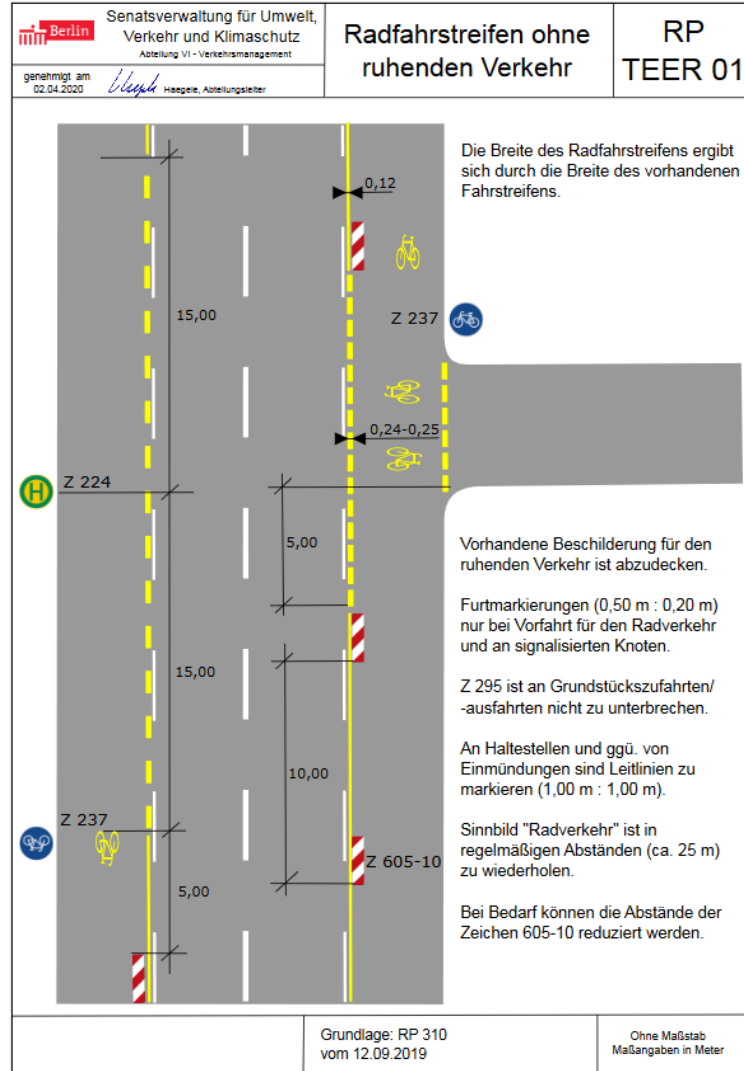 Berlin
Senatsverwaltung für Umwelt,
Verkehr und Klimaschutz
Abteilung VI - Verkehrsmanagement
genehmigt am
02.04.2020
Haegele, Abteilungsleiter
Radfahrstreifen ohne
ruhenden Verkehr
RP
TEER 01
Die Breite des Radfahrstreifens ergibt
sich durch die Breite des vorhandenen
Fahrstreifens.
0,12
15,00
Z 237
0,24-0,25
Z 224
H
5,00
Vorhandene Beschilderung für den
ruhenden Verkehr ist abzudecken.
Furtmarkierungen (0,50 m : 0,20 m)
nur bei Vorfahrt für den Radverkehr
und an signalisierten Knoten.
15,00
Z 295 ist an Grundstückszufahrten/
-ausfahrten nicht zu unterbrechen.
10,00
An Haltestellen und ggü. von
Einmündungen sind Leitlinien zu
markieren (1,00 m : 1,00 m).
Z 237
Z 605-10
5,00
Sinnbild "Radverkehr" ist in
regelmäßigen Abständen (ca. 25 m)
zu wiederholen.
Bei Bedarf können die Abstände der
Zeichen 605-10 reduziert werden.
Grundlage: RP 310
vom 12.09.2019
Ohne Maßstab
Maßangaben in Meter